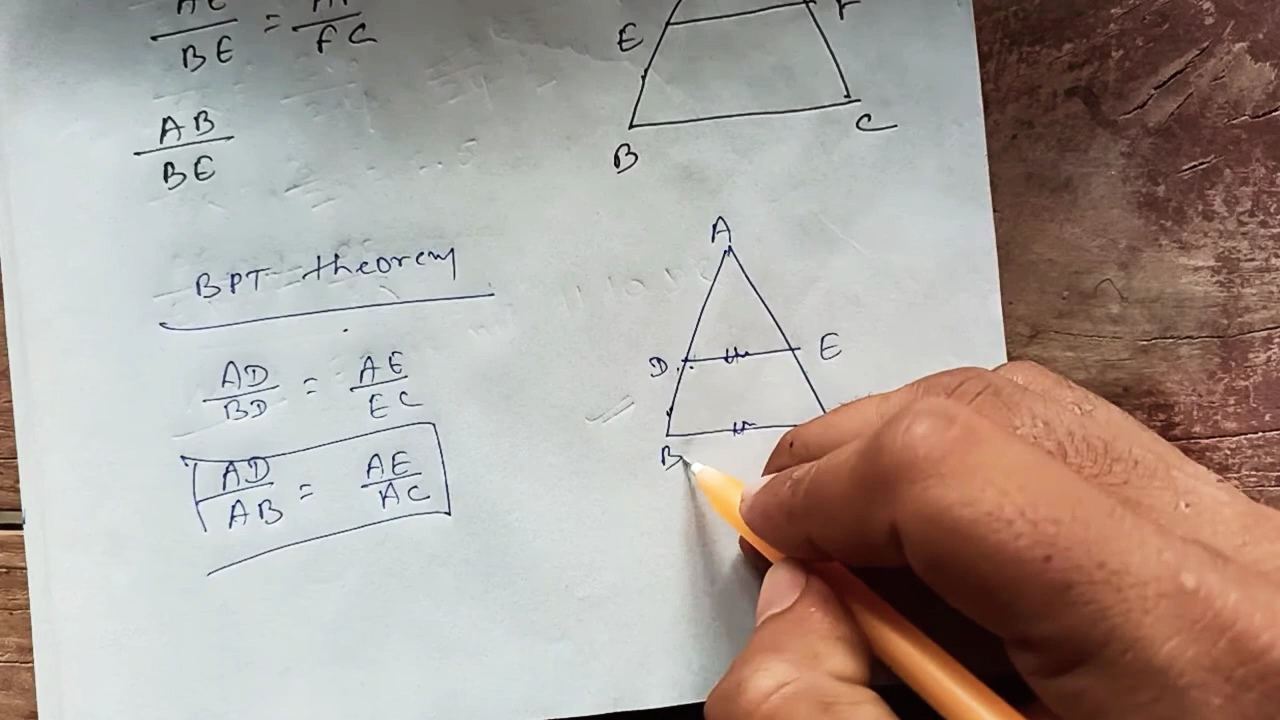 BE = FC
E
F
C
B
AB
BE
A
BPT theorem
AD = AE
BD EC
D E
AD = AE
AB AC
B